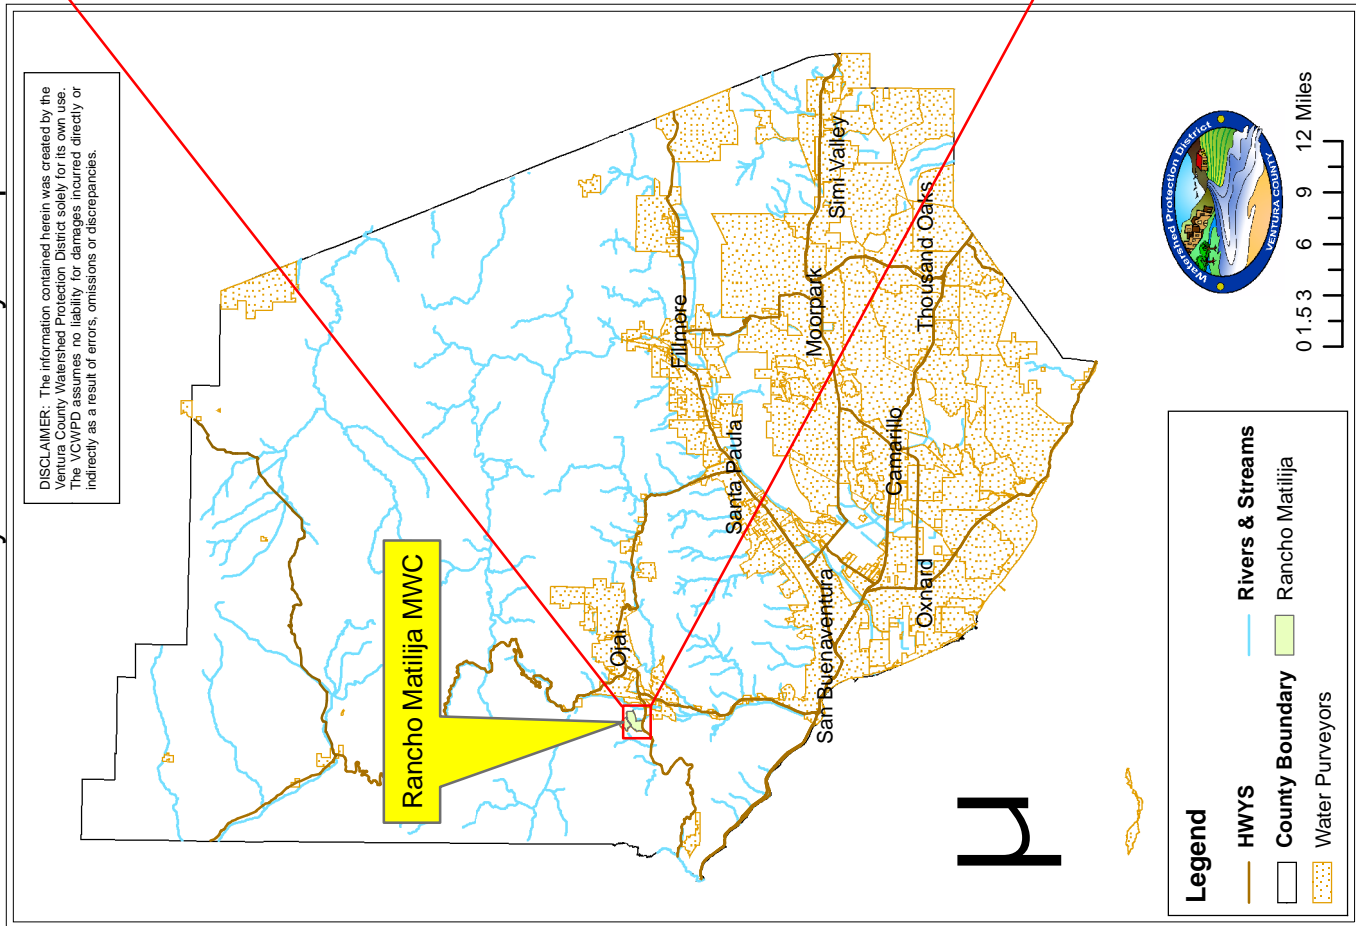 DISCLAIMER: The information contained herein was created by the
Ventura County Watershed Protection District solely for its own use.
The VCWPD assumes no liability for damages incurred directly or
indirectly as a result of errors, omissions or discrepancies.
Rancho Matilija MWC
Ojai
Fillmore
Santa Paula
San Buenaventura
Moorpark
Simi Valley
Camarillo
Oxnard
Thousand Oaks
µ
Watershed Protection District
VENTURA COUNTY
0 1.5 3 6 9 12 Miles
Legend
HWYS
County Boundary
Water Purveyors
Rivers & Streams
Rancho Matilija